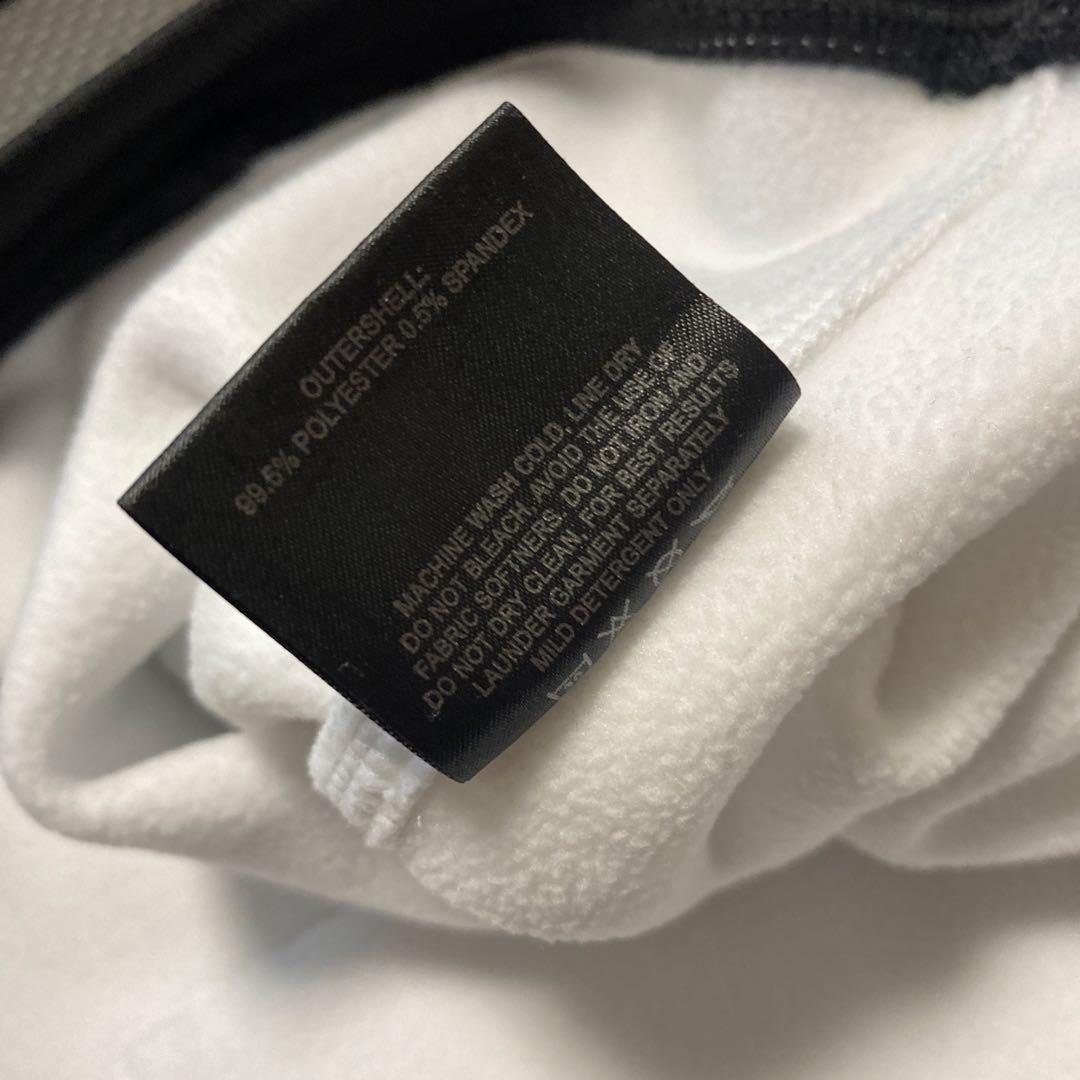 OUTERSHELL:
99.5% POLYESTER 0.5% SPANDEX
MACHINE WASH COLD, LINE DRY
DO NOT BLEACH, AVOID THE USE OF
FABRIC SOFTNERS. DO NOT IRON AND
DO NOT DRY CLEAN, FOR BEST RESULTS
LAUNDER GARMENT SEPARATELY
MILD DETERGENT ONLY